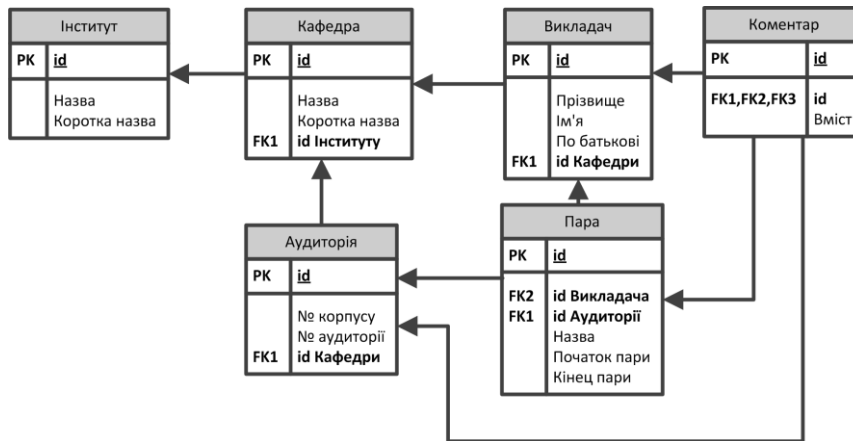 Інститут
PK id
Назва
Коротка назва
Кафедра
PK id
Назва
Коротка назва
FK1 id Інституту
Викладач
PK id
Прізвище
Ім'я
По батькові
FK1 id Кафедри
Коментар
PK id
FK1,FK2,FK3 id
Вміст
Аудиторія
PK id
№ корпусу
№ аудиторії
FK1 id Кафедри
Пара
PK id
FK2 id Викладача
FK1 id Аудиторії
Назва
Початок пари
Кінец пари